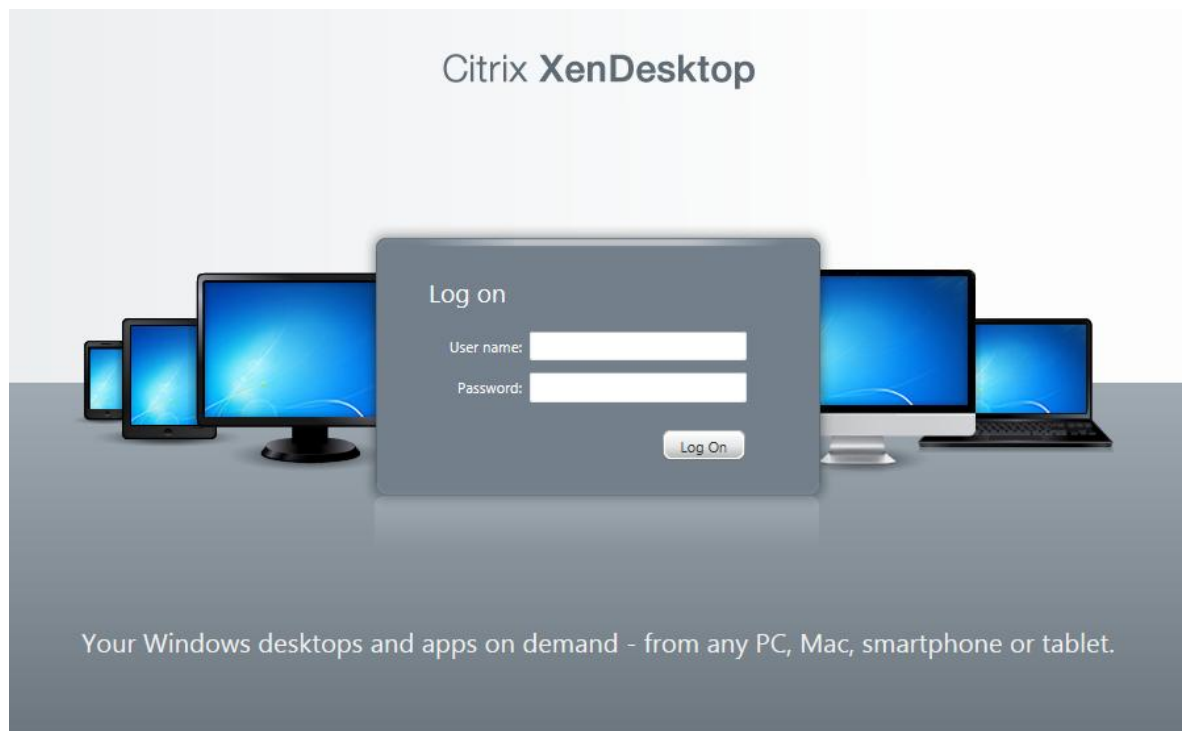 Citrix XenDesktop
Log on
User name:
Password:
Log On
Your Windows desktops and apps on demand - from any PC, Mac, smartphone or tablet.